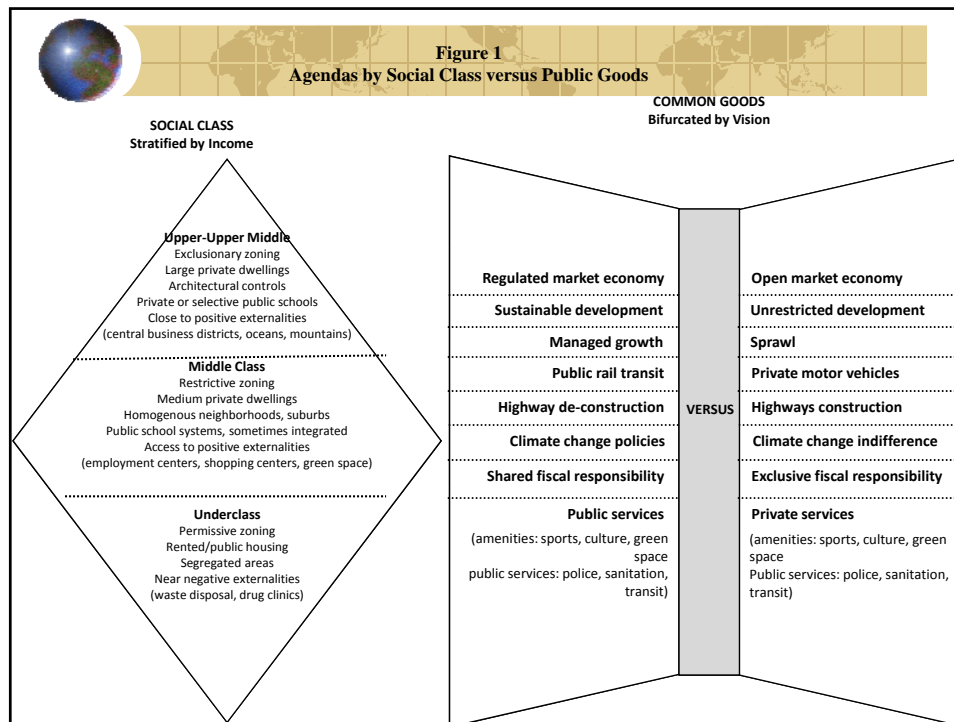 Figure 1
Agendas by Social Class versus Public Goods
SOCIAL CLASS
Stratified by Income
Upper-Upper Middle
Exclusionary zoning
Large private dwellings
Architectural controls
Private or selective public schools
Close to positive externalities
(central business districts, oceans, mountains)
Middle Class
Restrictive zoning
Medium private dwellings
Homogenous neighborhoods, suburbs
Public school systems, sometimes integrated
Access to positive externalities
(employment centers, shopping centers, green space)
Underclass
Permissive zoning
Rented/public housing
Segregated areas
Near negative externalities
(waste disposal, drug clinics)
COMMON GOODS
Bifurcated by Vision
Regulated market economy
Sustainable development
Managed growth
Public rail transit
Highway de-construction
Climate change policies
Shared fiscal responsibility
Public services
(amenities: sports, culture, green
space
public services: police, sanitation,
transit)
VERSUS
Open market economy
Unrestricted development
Sprawl
Private motor vehicles
Highways construction
Climate change indifference
Exclusive fiscal responsibility
Private services
(amenities: sports, culture, green
space
Public services: police, sanitation,
transit)